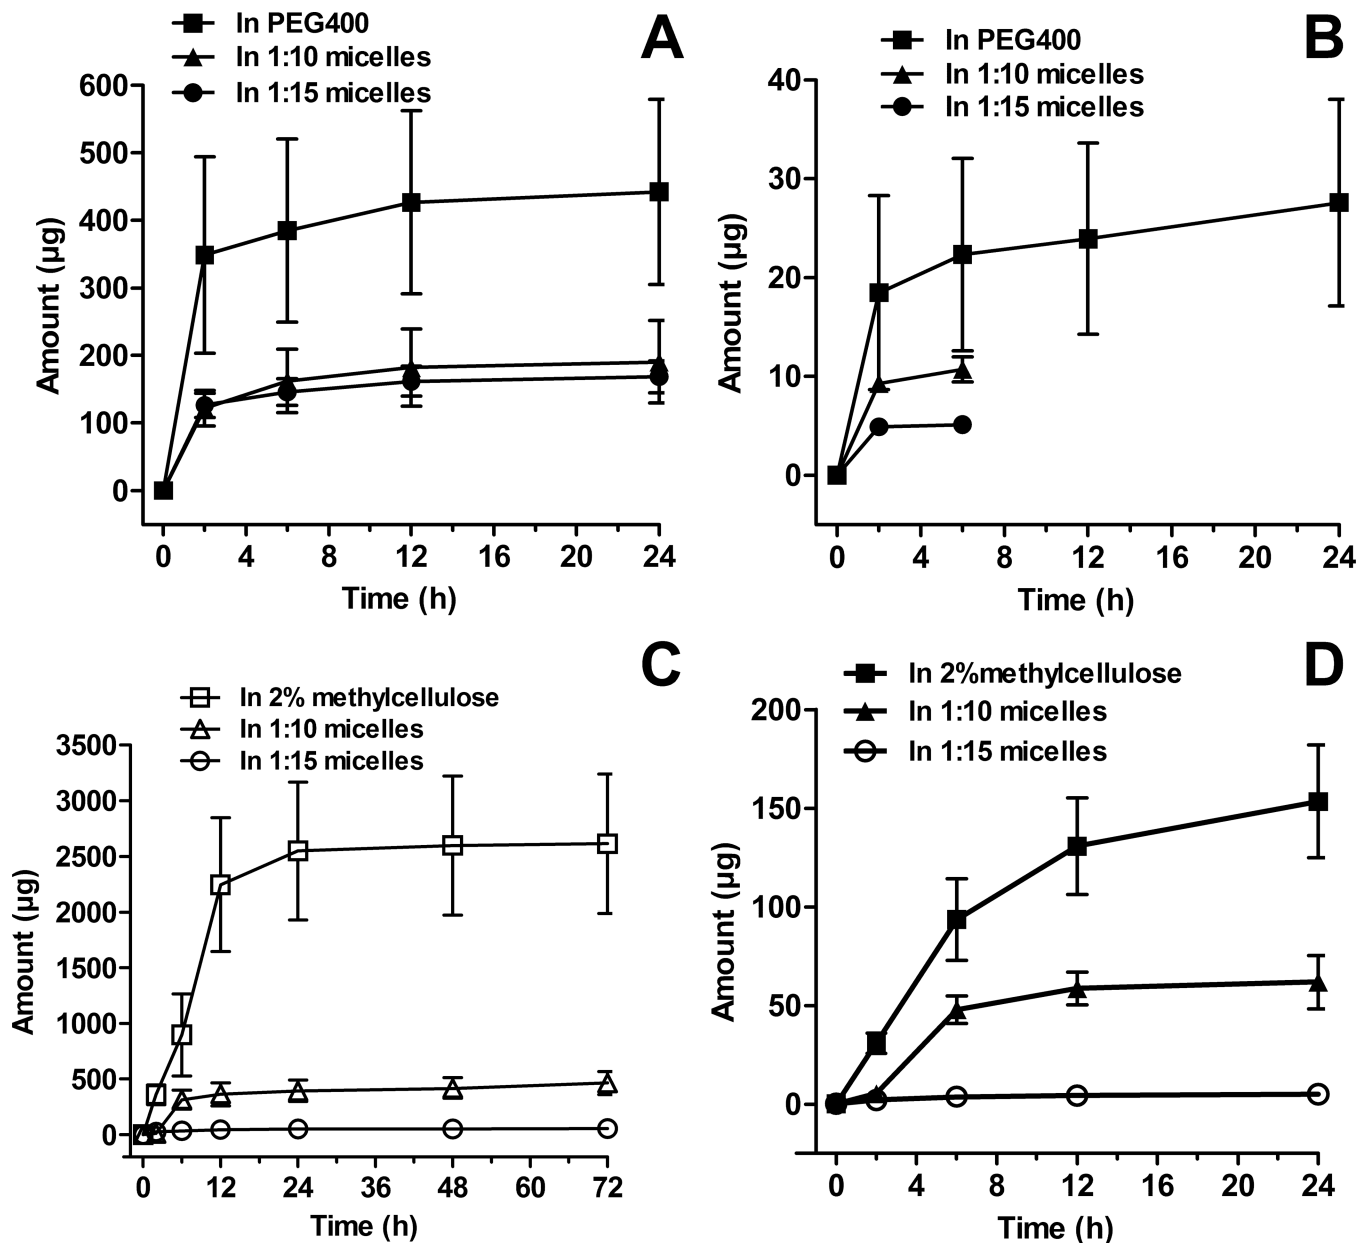 A
In PEG400
In 1:10 micelles
In 1:15 micelles
600
500
400
300
200
100
0
Amount (µg)
0 4 8 12 16 20 24
Time (h)
B
In PEG400
In 1:10 micelles
In 1:15 micelles
40
30
20
10
0
Amount (µg)
0 4 8 12 16 20 24
Time (h)
C
In 2% methylcellulose
In 1:10 micelles
In 1:15 micelles
3500
3000
2500
2000
1500
1000
500
0
Amount (µg)
0 12 24 36 48 60 72
Time (h)
D
In 2%methylcellulose
In 1:10 micelles
In 1:15 micelles
200
150
100
50
0
Amount (µg)
0 4 8 12 16 20 24
Time (h)